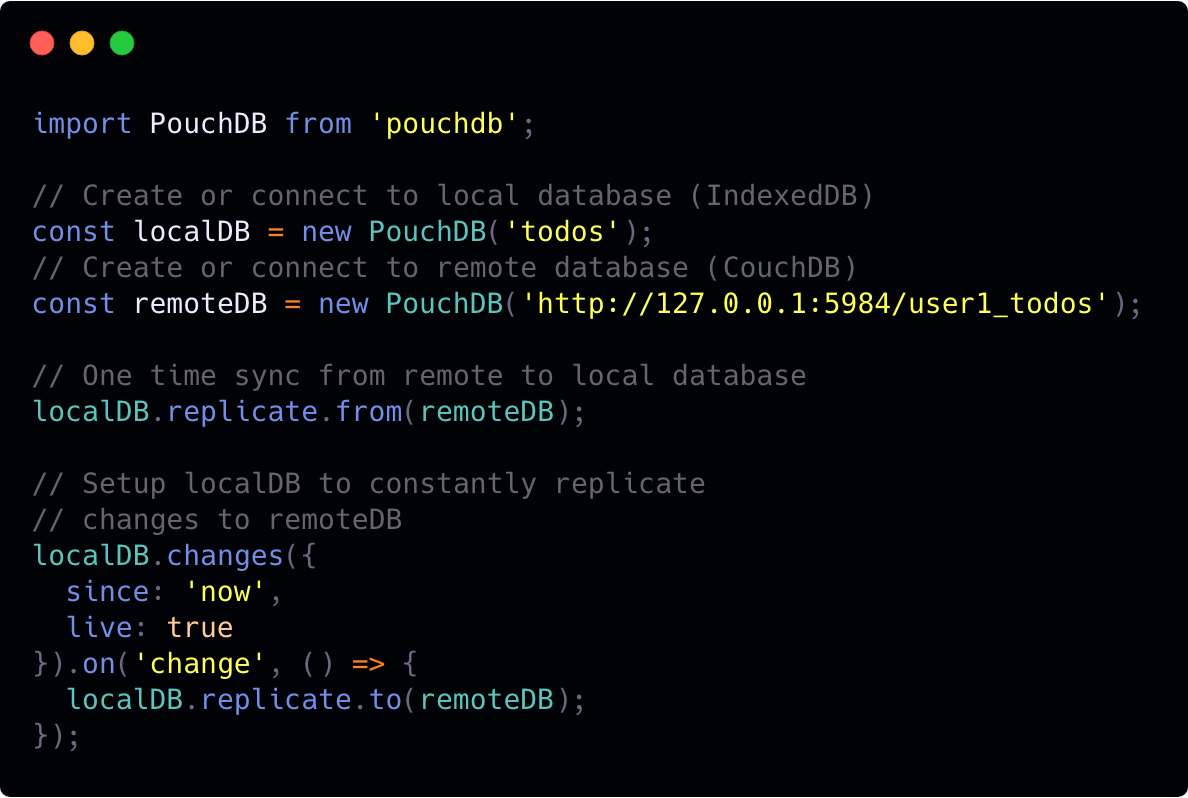 import PouchDB from 'pouchdb';
// Create or connect to local database (IndexedDB)
const localDB = new PouchDB('todos');
// Create or connect to remote database (CouchDB)
const remoteDB = new PouchDB('http://127.0.0.1:5984/user1_todos');
// One time sync from remote to local database
localDB.replicate.from(remoteDB);
// Setup localDB to constantly replicate
// changes to remoteDB
localDB.changes({
  since: 'now',
  live: true
}).on('change', () => {
  localDB.replicate.to(remoteDB);
});